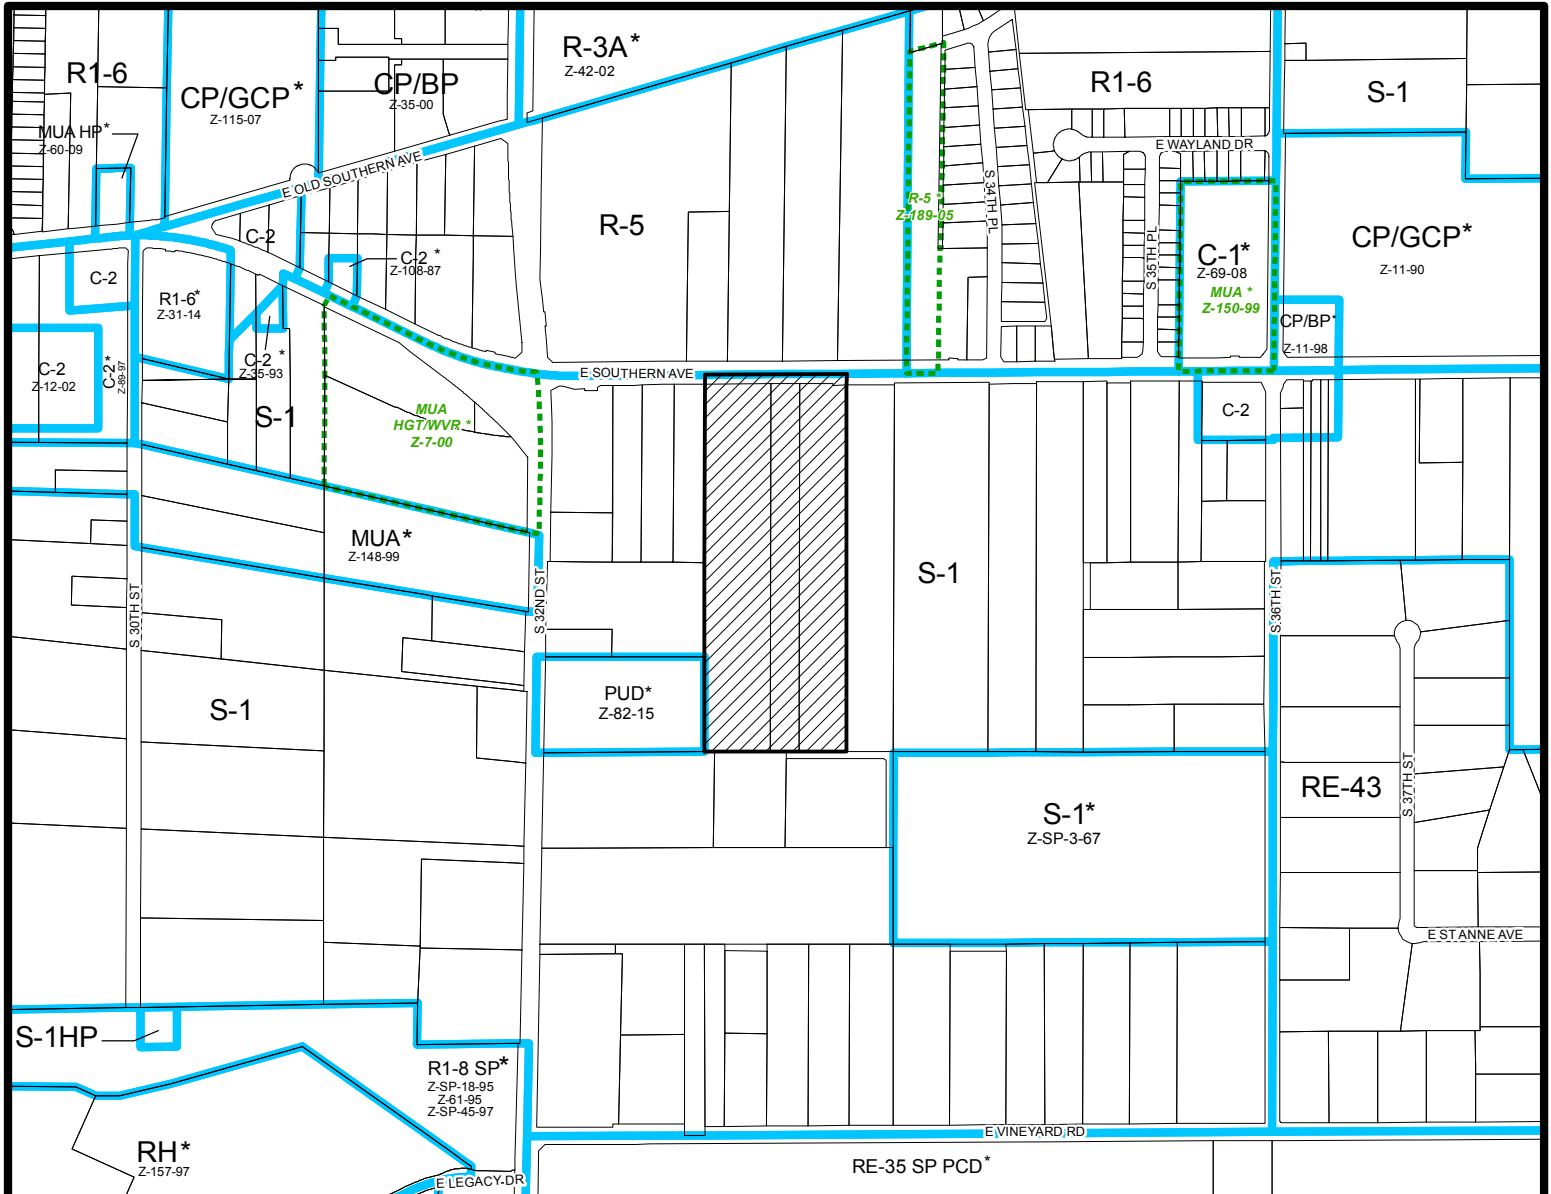 R-3A*
Z-42-02
R1-6
CP/GCP*
Z-115-07
CP/BP
Z-35-00
R1-6
S-1
MUA HP*
Z-60-09
E OLD SOUTHERN AVE
E WAYLAND DR
S 34TH PL
R-5 *
Z-189-05
R-5
C-2
C-2 *
Z-108-87
S 35TH PL
C-1*
Z-69-08
MUA *
Z-150-99
CP/GCP*
Z-11-90
C-2
R1-6*
Z-31-14
CP/BP*
Z-11-98
C-2
Z-12-02
C-2*
Z-89-97
C-2 *
Z-35-93
S-1
E SOUTHERN AVE
MUA
HGT/WVR *
Z-7-00
C-2
MUA*
Z-148-99
S 30TH ST
S 32ND ST
S-1
S 36TH ST
S-1
PUD*
Z-82-15
S-1*
Z-SP-3-67
RE-43
S 37TH ST
E ST ANNE AVE
S-1HP
R1-8 SP*
Z-SP-18-95
Z-61-95
Z-SP-45-97
RH*
Z-157-97
E VINEYARD RD
RE-35 SP PCD*
E LEGACY DR